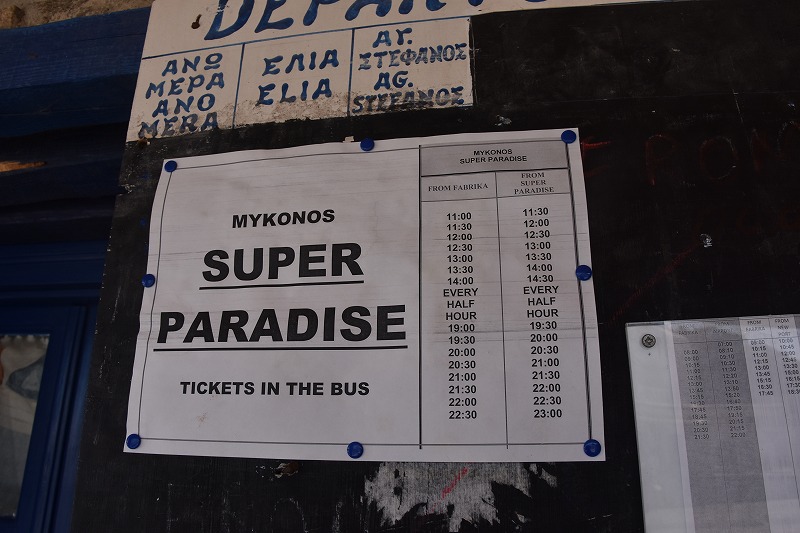 DEPARTU
ΑΝΩ
ΜΕΡΑ
ANO
MERA
ΕΛΙΑ
ELIA
ΑΓ.
ΣΤΕΦΑΝΟΣ
AG.
STEFANOS
MYKONOS
SUPER
PARADISE
TICKETS IN THE BUS
MYKONOS
SUPER PARADISE
FROM FABRIKA
FROM
SUPER
PARADISE
11:00 11:30
11:30 12:00
12:00 12:30
12:30 13:00
13:00 13:30
13:30 14:00
14:00 14:30
EVERY EVERY
HALF HALF
HOUR HOUR
19:00 19:30
19:30 20:00
20:00 20:30
20:30 21:00
21:00 21:30
21:30 22:00
22:00 22:30
22:30 23:00